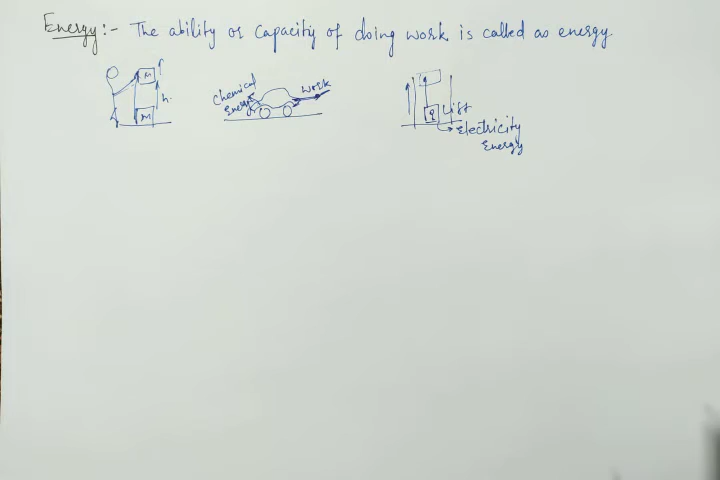 Energy:- The ability or capacity of doing work is called as energy
m
h.
m
Chemical
Energy
work
Lift
Electricity
Energy